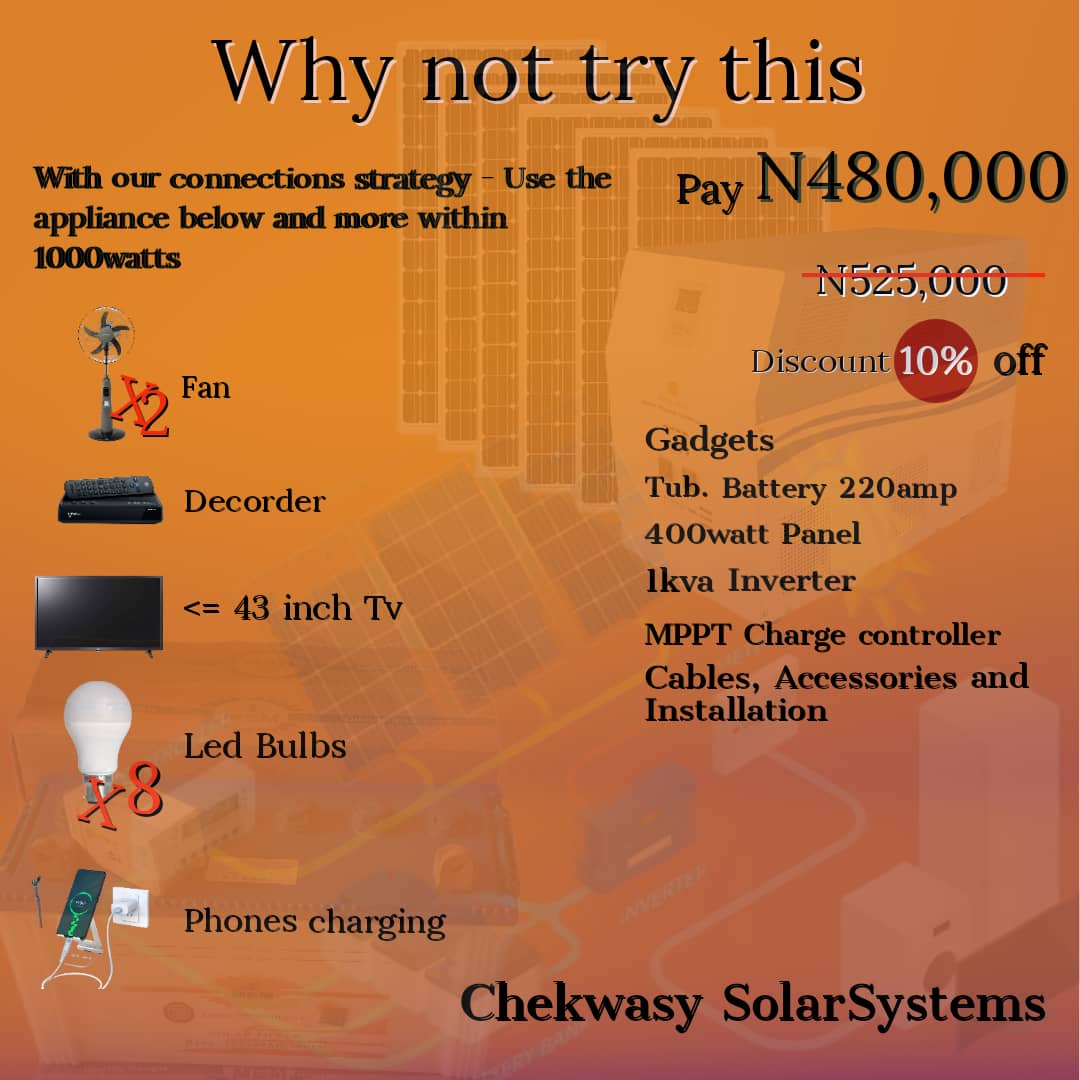 Why not try this
With our connections strategy - Use the
appliance below and more within
1000watts
Pay N480,000
N525,000
Discount 10% off
X2 Fan
Decorder
<= 43 inch Tv
Led Bulbs
x8
Phones charging
Gadgets
Tub. Battery 220amp
400watt Panel
1kva Inverter
MPPT Charge controller
Cables, Accessories and
Installation
INVERTER
Chekwasy SolarSystems